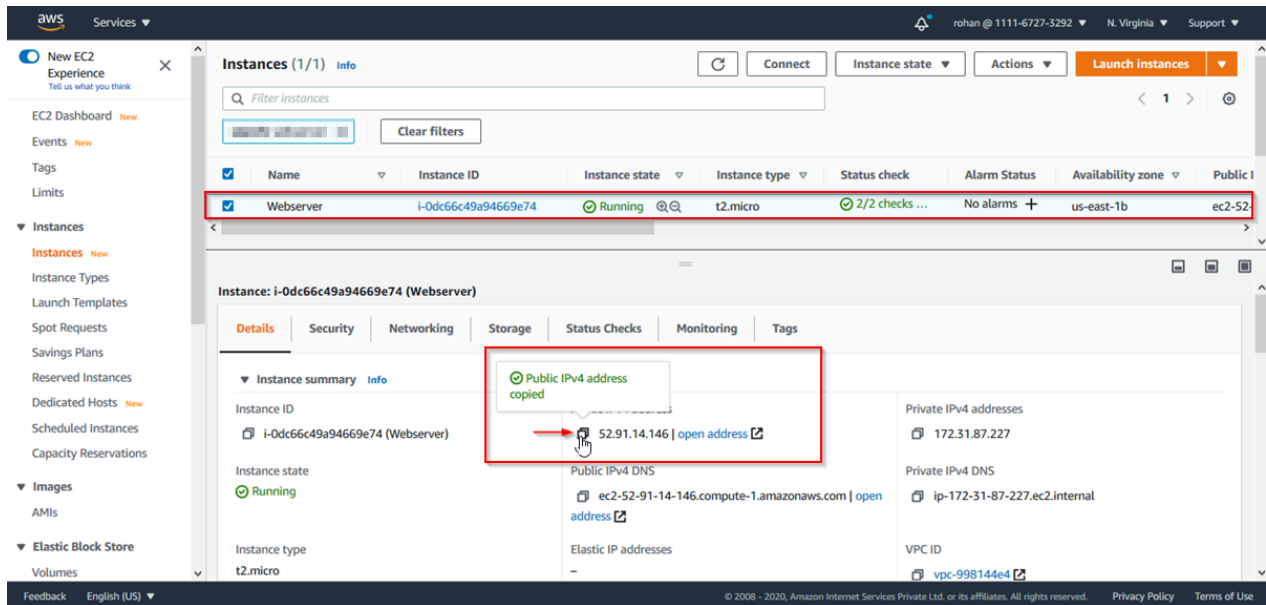 aws Services ▼ rohan @ 1111-6727-3292 ▼ N. Virginia ▼ Support ▼
New EC2
Experience
Tell us what you think
EC2 Dashboard New
Events New
Tags
Limits
▼ Instances
Instances New
Instance Types
Launch Templates
Spot Requests
Savings Plans
Reserved Instances
Dedicated Hosts New
Scheduled Instances
Capacity Reservations
▼ Images
AMIs
▼ Elastic Block Store
Volumes
Instances (1/1) Info
Connect Instance state ▼ Actions ▼ Launch instances ▼
Filter instances
< 1 >
Clear filters
Name Instance ID Instance state Instance type Status check Alarm Status Availability zone Public I
Webserver i-0dc66c49a94669e74 Running t2.micro 2/2 checks ... No alarms + us-east-1b ec2-52-
Instance: i-0dc66c49a94669e74 (Webserver)
Details Security Networking Storage Status Checks Monitoring Tags
▼ Instance summary Info
Public IPv4 address
copied
Instance ID
i-0dc66c49a94669e74 (Webserver)
52.91.14.146 | open address
Private IPv4 addresses
172.31.87.227
Instance state
Running
Public IPv4 DNS
ec2-52-91-14-146.compute-1.amazonaws.com | open
address
Private IPv4 DNS
ip-172-31-87-227.ec2.internal
Instance type
t2.micro
Elastic IP addresses
–
VPC ID
vpc-998144e4
Feedback English (US) ▼ © 2008 - 2020, Amazon Internet Services Private Ltd. or its affiliates. All rights reserved. Privacy Policy Terms of Use